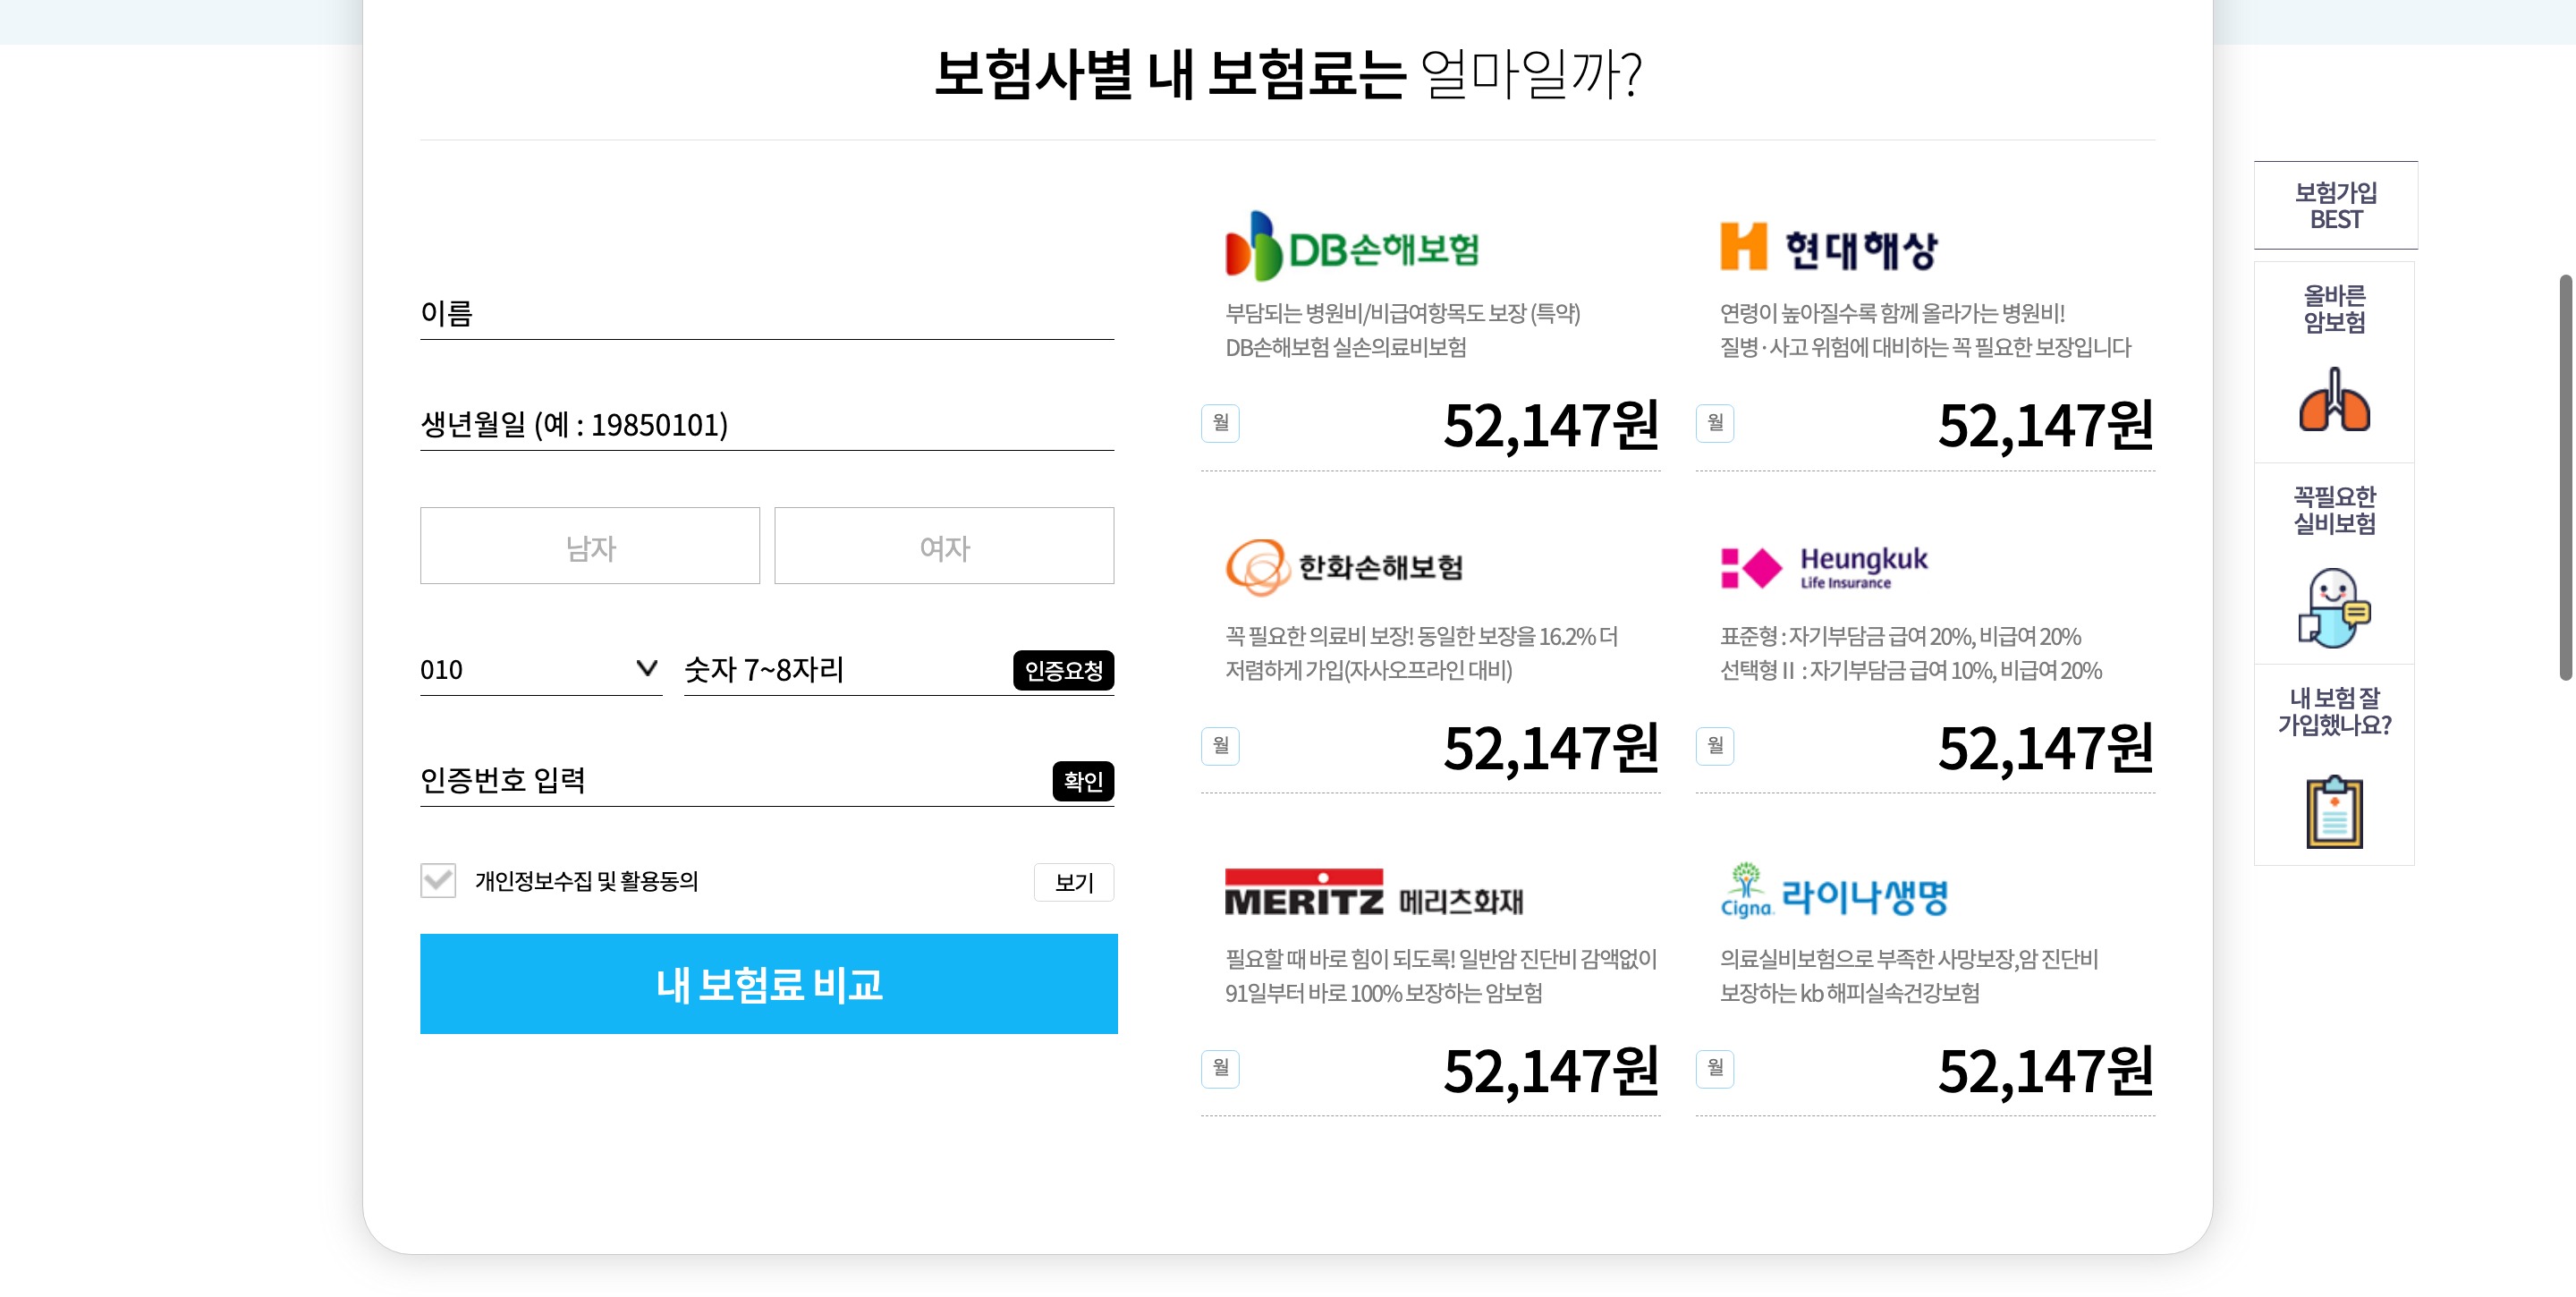 보험사별 내 보험료는 얼마일까?
이름
생년월일 (예 : 19850101)
남자
여자
010
숫자 7~8자리
인증요청
인증번호 입력
확인
개인정보수집 및 활용동의
보기
내 보험료 비교
DB손해보험
부담되는 병원비/비급여항목도 보장 (특약)
DB손해보험 실손의료비보험
월
52,147원
현대해상
연령이 높아질수록 함께 올라가는 병원비!
질병·사고 위험에 대비하는 꼭 필요한 보장입니다
월
52,147원
한화손해보험
꼭 필요한 의료비 보장! 동일한 보장을 16.2% 더
저렴하게 가입(자사오프라인 대비)
월
52,147원
Heungkuk
Life Insurance
표준형 : 자기부담금 급여 20%, 비급여 20%
선택형Ⅱ : 자기부담금 급여 10%, 비급여 20%
월
52,147원
MERITZ 메리츠화재
필요할 때 바로 힘이 되도록! 일반암 진단비 감액없이
91일부터 바로 100% 보장하는 암보험
월
52,147원
Cigna. 라이나생명
의료실비보험으로 부족한 사망보장,암 진단비
보장하는 kb 해피실속건강보험
월
52,147원
보험가입
BEST
올바른
암보험
꼭필요한
실비보험
내 보험 잘
가입했나요?